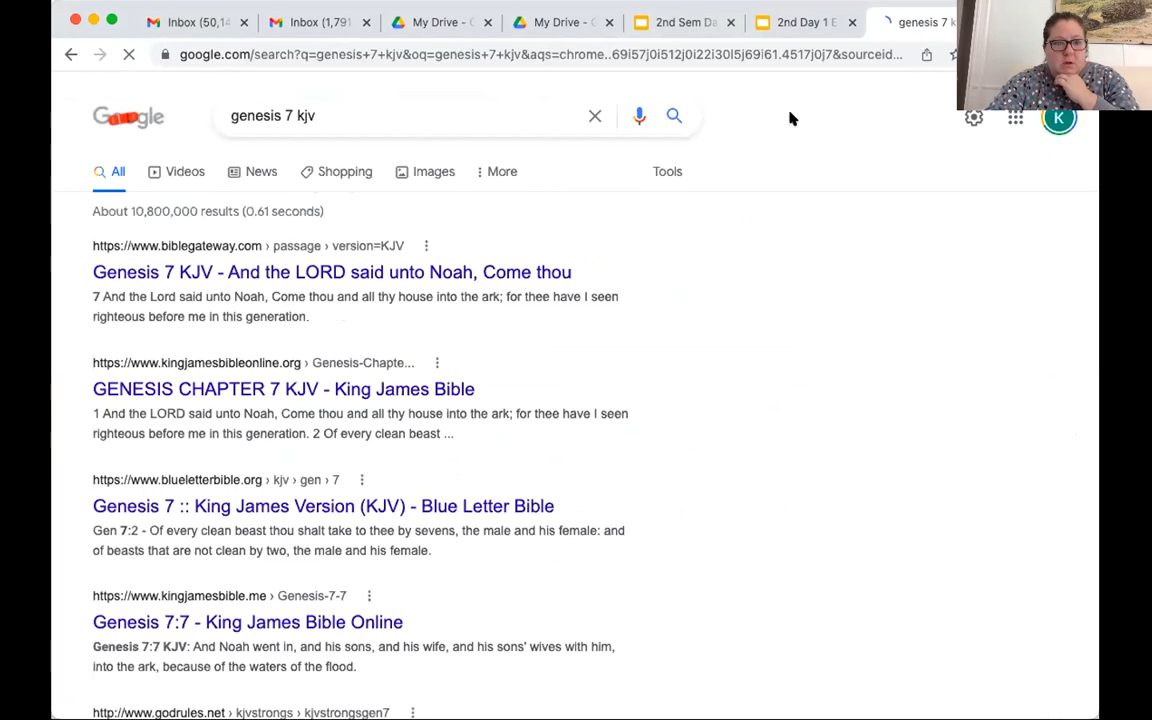 Inbox (50,14
Inbox (1,791
My Drive - G
My Drive - G
2nd Sem Da
2nd Day 1 E
genesis 7 k
google.com/search?q=genesis+7+kjv&oq=genesis+7+kjv&aqs=chrome..69i57j0i512j0i22i30l5j69i61.4517j0j7&sourceid...
genesis 7 kjv
K
All
Videos
News
Shopping
Images
More
Tools
About 10,800,000 results (0.61 seconds)
https://www.biblegateway.com › passage › version=KJV
Genesis 7 KJV - And the LORD said unto Noah, Come thou
7 And the Lord said unto Noah, Come thou and all thy house into the ark; for thee have I seen
righteous before me in this generation.
https://www.kingjamesbibleonline.org › Genesis-Chapte...
GENESIS CHAPTER 7 KJV - King James Bible
1 And the LORD said unto Noah, Come thou and all thy house into the ark; for thee have I seen
righteous before me in this generation. 2 Of every clean beast ...
https://www.blueletterbible.org › kjv › gen › 7
Genesis 7 :: King James Version (KJV) - Blue Letter Bible
Gen 7:2 - Of every clean beast thou shalt take to thee by sevens, the male and his female: and
of beasts that are not clean by two, the male and his female.
https://www.kingjamesbible.me › Genesis-7-7
Genesis 7:7 - King James Bible Online
Genesis 7:7 KJV: And Noah went in, and his sons, and his wife, and his sons' wives with him,
into the ark, because of the waters of the flood.
http://www.godrules.net › kjvstrongs › kjvstrongsgen7